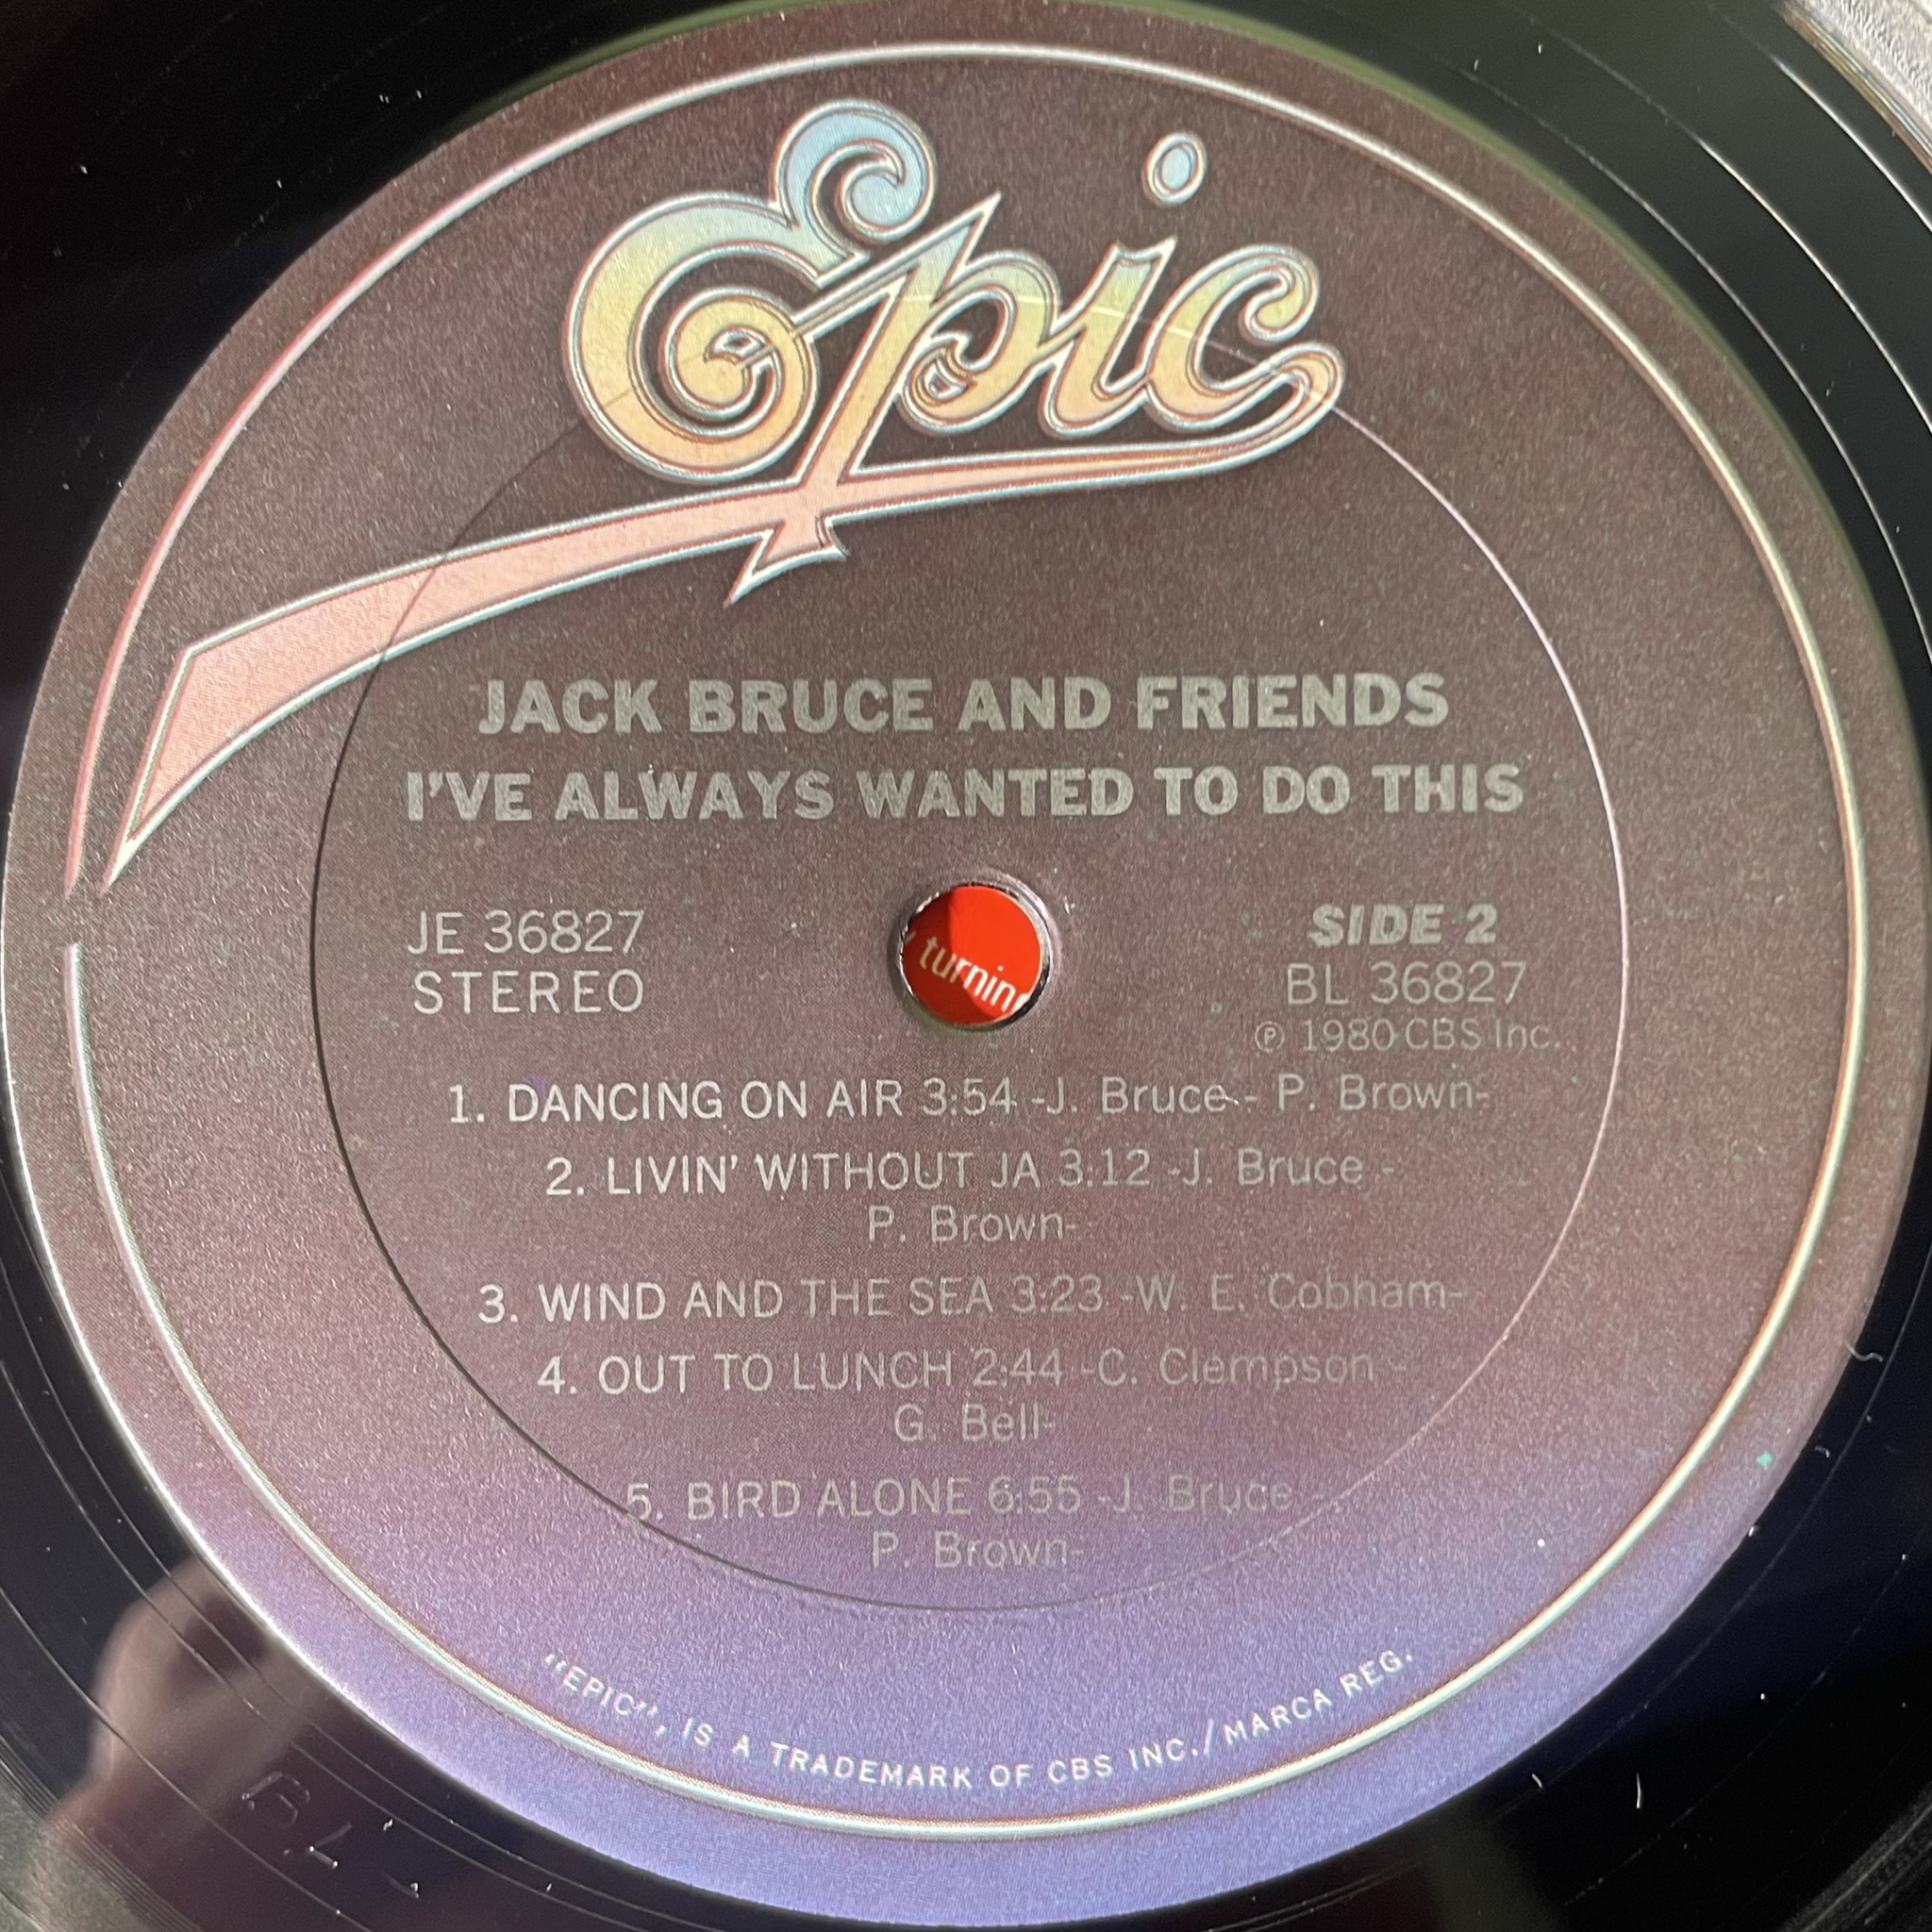 Epic
JACK BRUCE AND FRIENDS
I'VE ALWAYS WANTED TO DO THIS
JE 36827
STEREO
SIDE 2
BL 36827
℗ 1980 CBS Inc.
turning
1. DANCING ON AIR 3:54 -J. Bruce - P. Brown-
2. LIVIN' WITHOUT JA 3:12 -J. Bruce -
P. Brown-
3. WIND AND THE SEA 3:23 -W. E. Cobham-
4. OUT TO LUNCH 2:44 -C. Clempson -
G. Bell-
5. BIRD ALONE 6:55 -J. Bruce -
P. Brown-
"EPIC", IS A TRADEMARK OF CBS INC./MARCA REG.